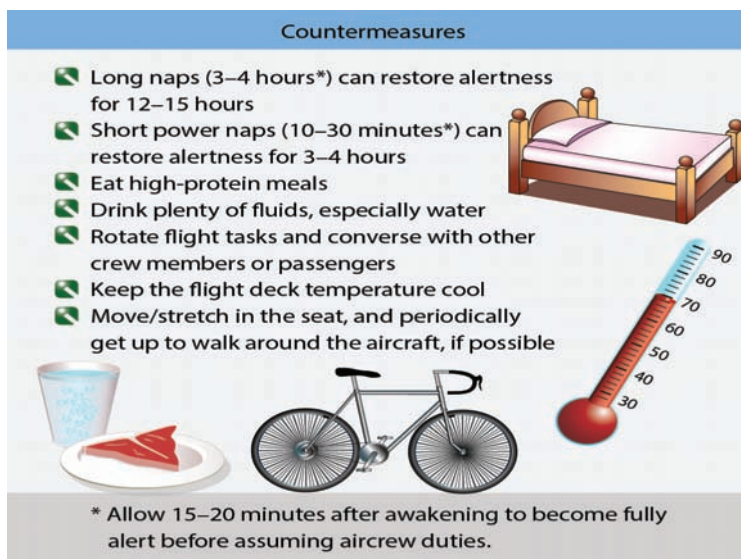 Countermeasures
Long naps (3–4 hours*) can restore alertness
for 12–15 hours
Short power naps (10–30 minutes*) can
restore alertness for 3–4 hours
Eat high-protein meals
Drink plenty of fluids, especially water
Rotate flight tasks and converse with other
crew members or passengers
Keep the flight deck temperature cool
Move/stretch in the seat, and periodically
get up to walk around the aircraft, if possible
90
80
70
60
50
40
30
* Allow 15–20 minutes after awakening to become fully
alert before assuming aircrew duties.